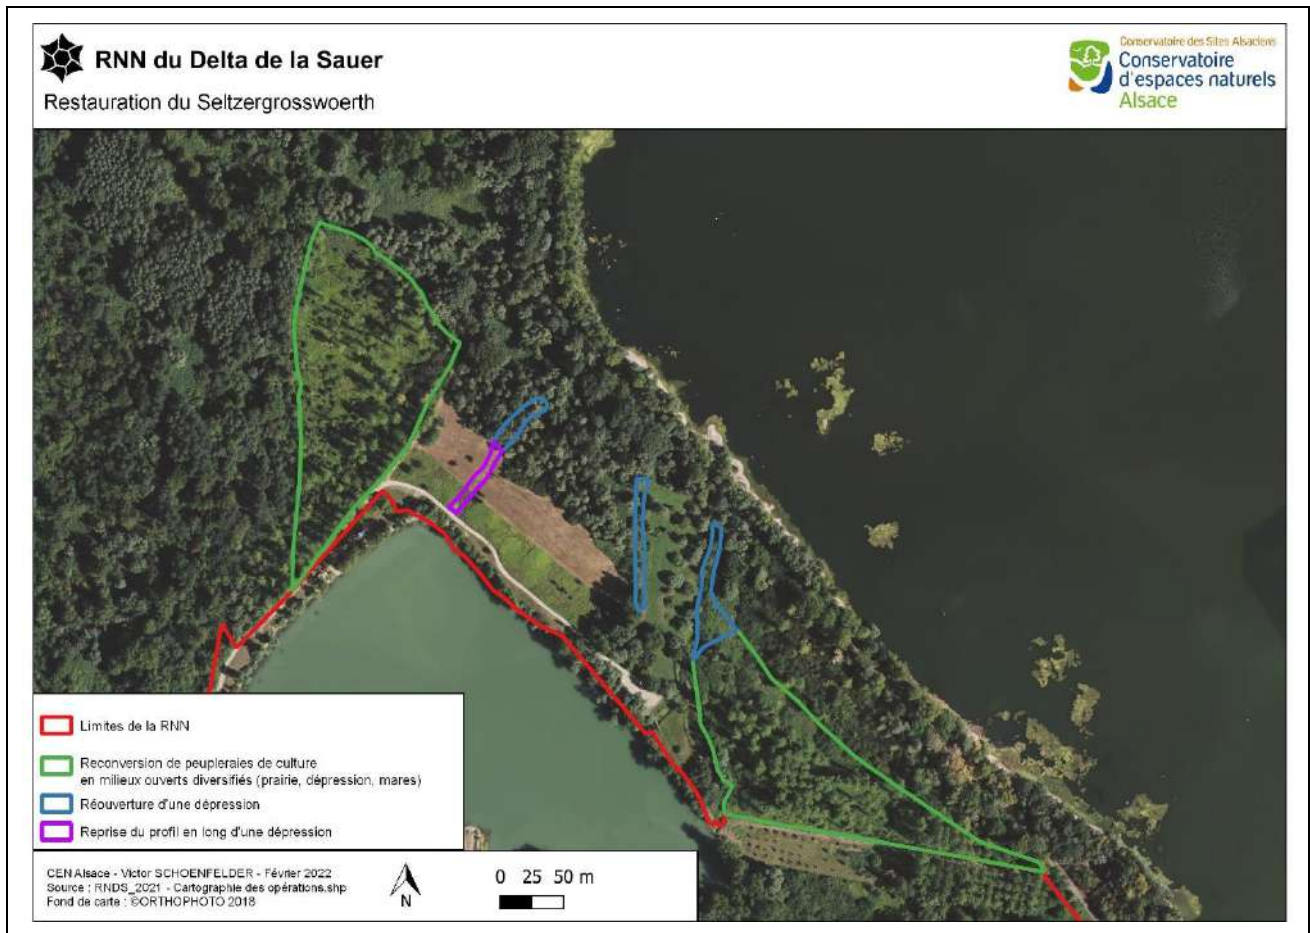 RNN du Delta de la Sauer
Restauration du Seltzergrosswoerth
Conservatoire des Sites Alsaciens
Conservatoire
d'espaces naturels
Alsace
Limites de la RNN
Reconversion de peupleraies de culture
en milieux ouverts diversifiés (prairie, dépression, mares)
Réouverture d'une dépression
Reprise du profil en long d'une dépression
CEN Alsace - Victor SCHOENFELDER - Février 2022
Source : RNDS_2021 - Cartographie des opérations.shp
Fond de carte : ©ORTHOPHOTO 2018
N
0 25 50 m